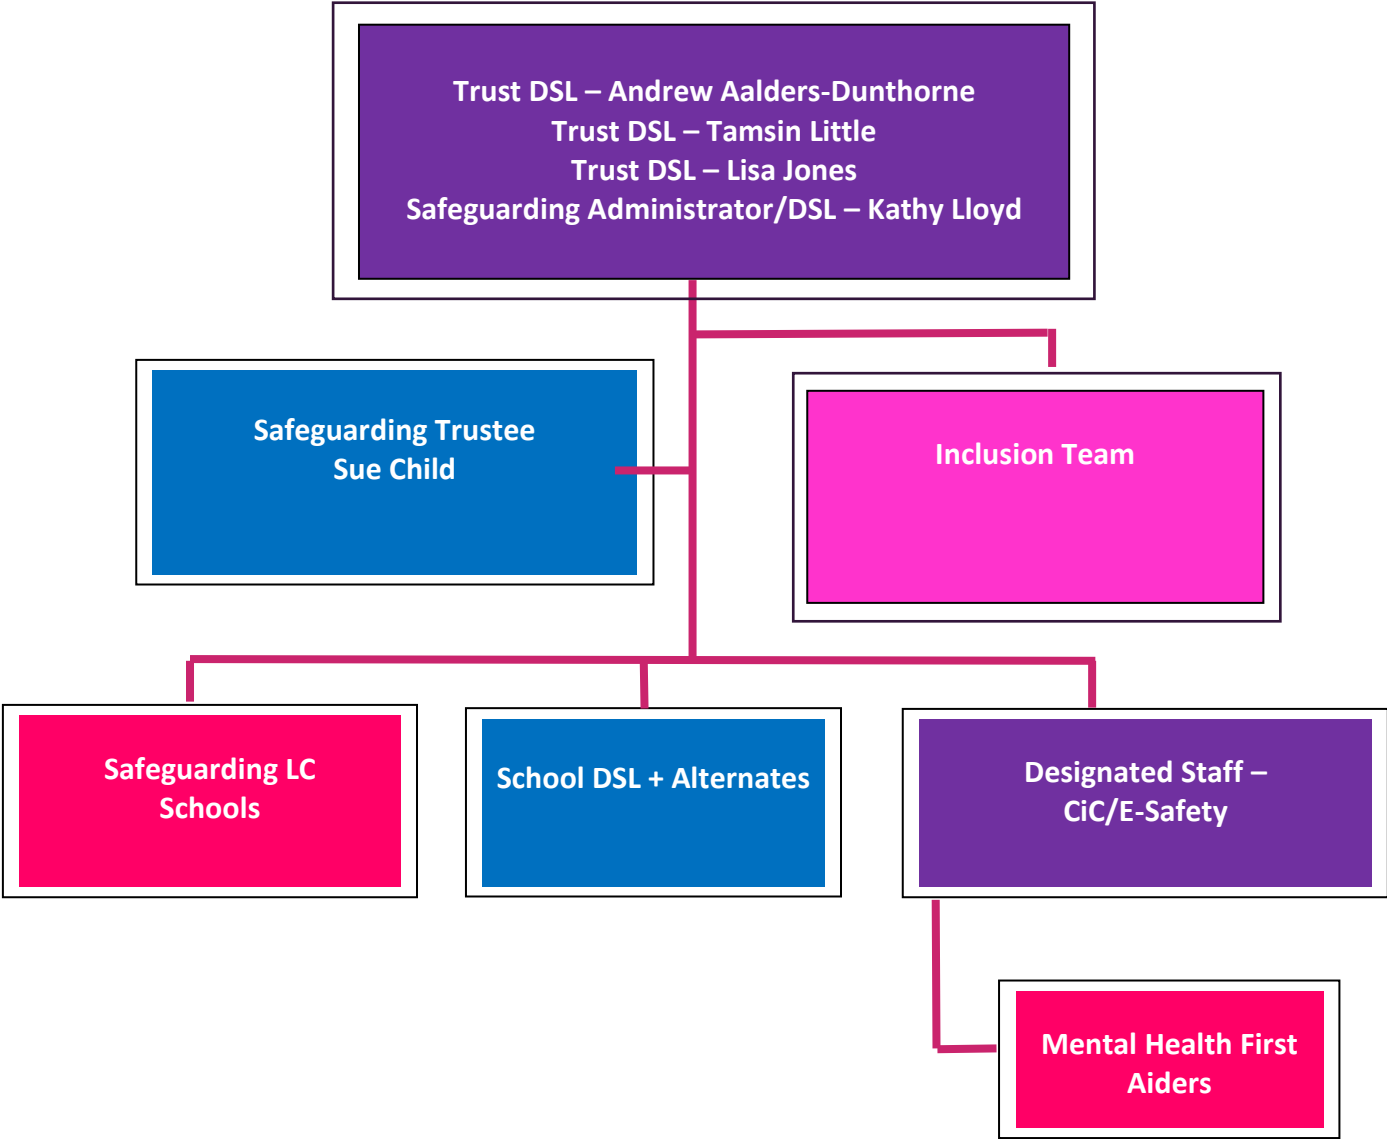 Trust DSL – Andrew Aalders-Dunthorne
Trust DSL – Tamsin Little
Trust DSL – Lisa Jones
Safeguarding Administrator/DSL – Kathy Lloyd
Safeguarding Trustee
Sue Child
Inclusion Team
Safeguarding LC
Schools
School DSL + Alternates
Designated Staff –
CiC/E-Safety
Mental Health First
Aiders